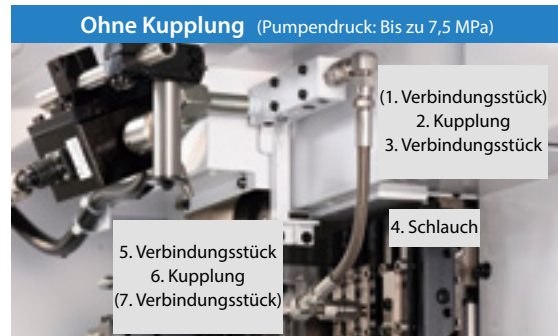 Ohne Kupplung (Pumpendruck: Bis zu 7,5 MPa)
(1. Verbindungsstück)
2. Kupplung
3. Verbindungsstück
4. Schlauch
5. Verbindungsstück
6. Kupplung
(7. Verbindungsstück)